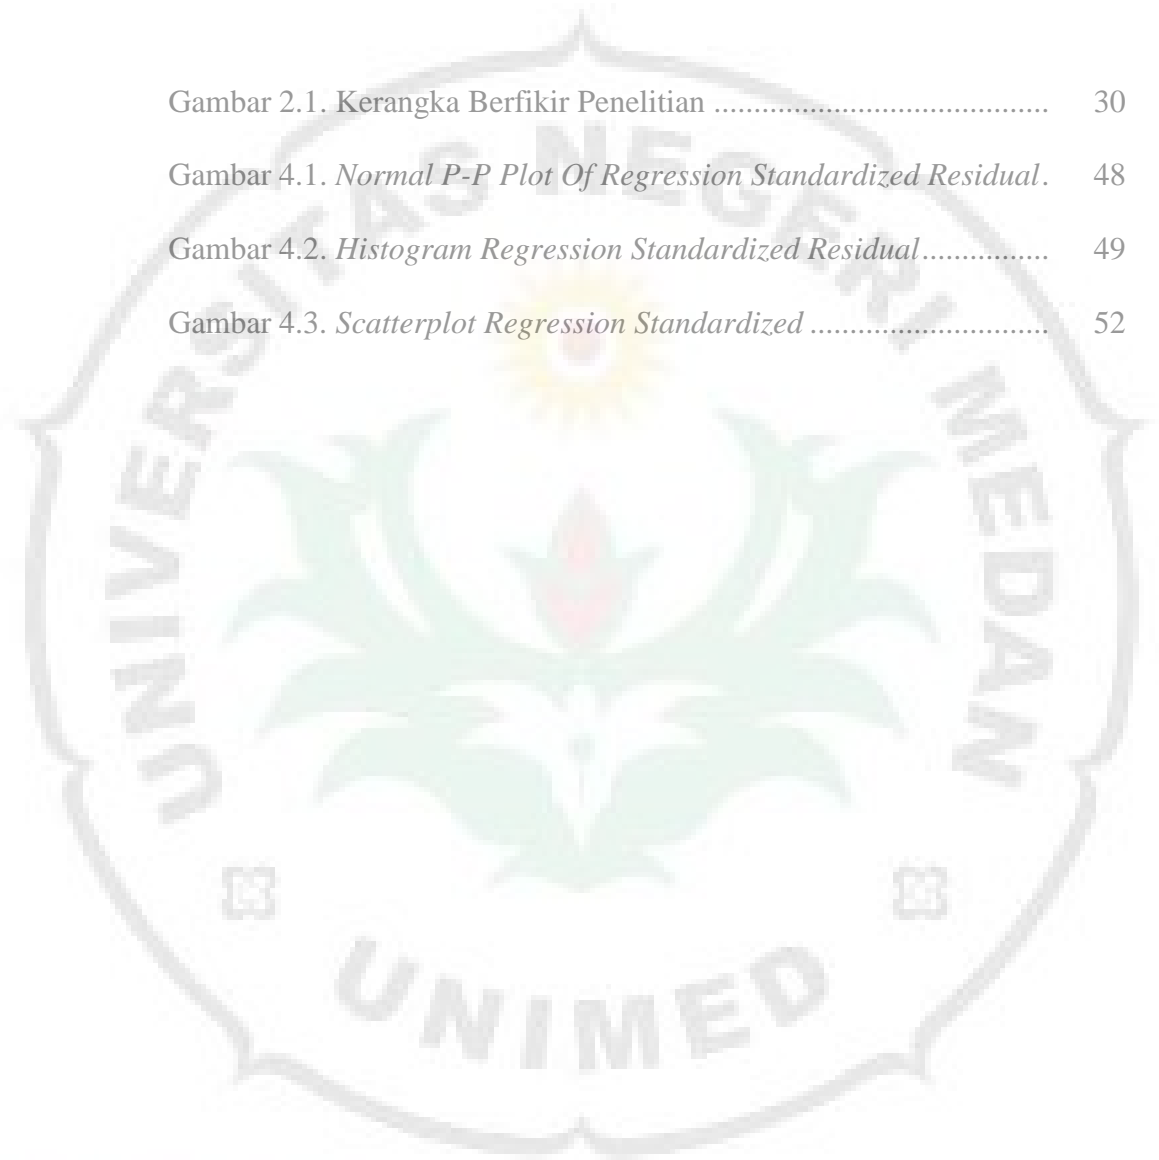 Gambar 2.1. Kerangka Berfikir Penelitian .......................................... 30
Gambar 4.1. Normal P-P Plot Of Regression Standardized Residual. 48
Gambar 4.2. Histogram Regression Standardized Residual................ 49
Gambar 4.3. Scatterplot Regression Standardized .............................. 52
UNIVERSITAS NEGERI MEDAN
UNIMED